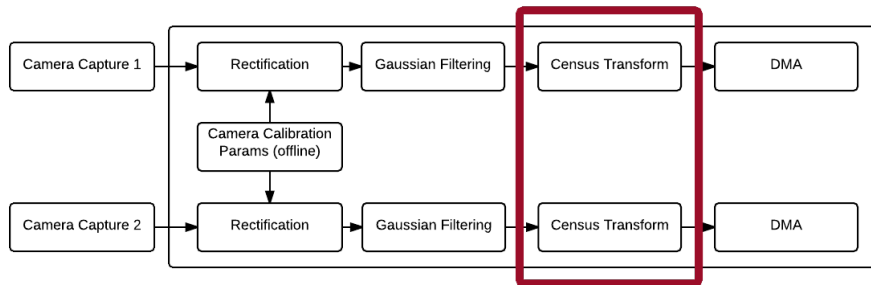 Camera Capture 1
Rectification
Gaussian Filtering
Census Transform
DMA
Camera Calibration
Params (offline)
Camera Capture 2
Rectification
Gaussian Filtering
Census Transform
DMA